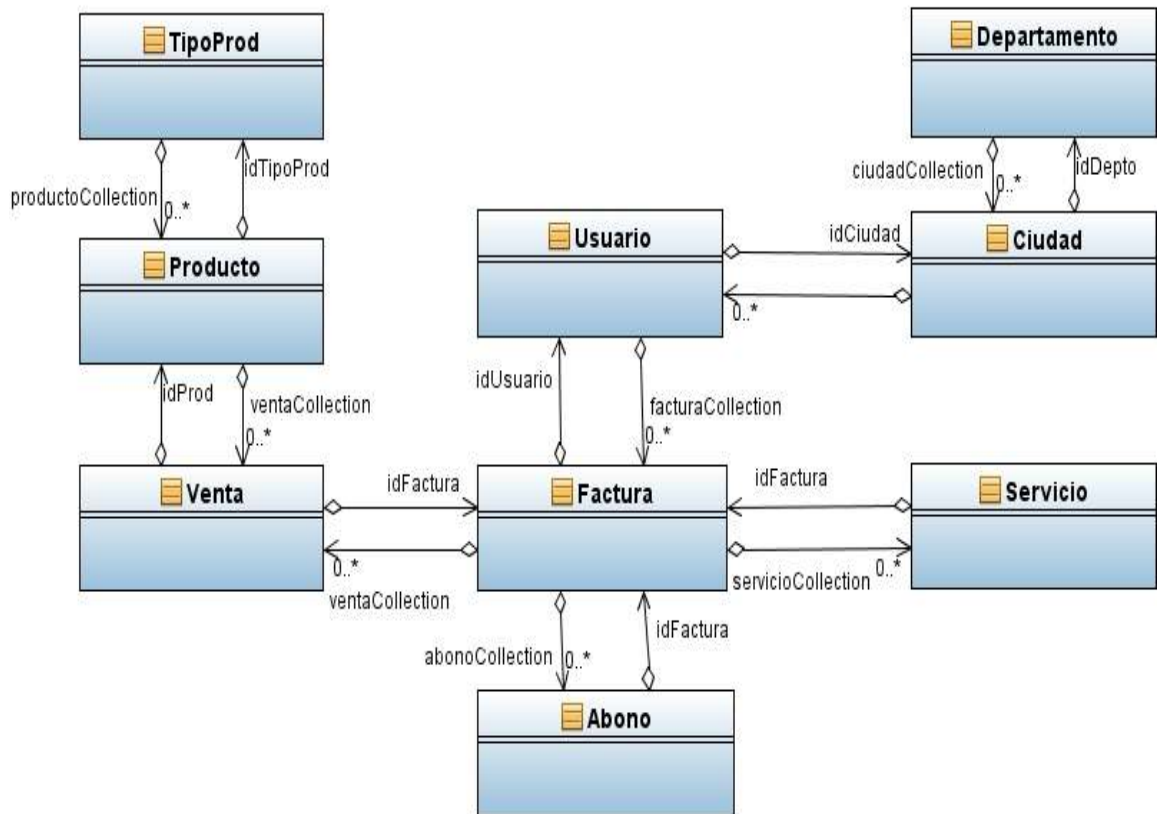 TipoProd
Departamento
productoCollection
0..*
idTipoProd
ciudadCollection
0..*
idDepto
Producto
Usuario
idCiudad
0..*
Ciudad
idProd
ventaCollection
0..*
idUsuario
facturaCollection
0..*
Venta
idFactura
0..*
ventaCollection
Factura
idFactura
servicioCollection
0..*
Servicio
abonoCollection
0..*
idFactura
Abono